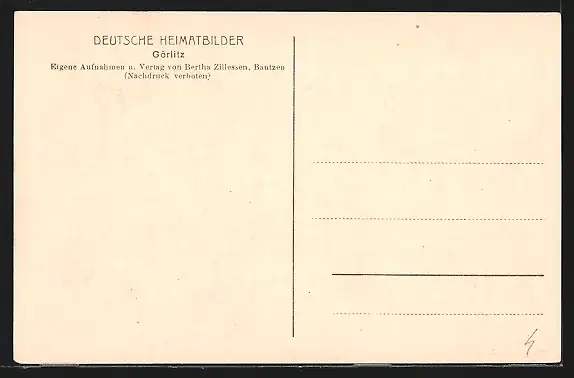 DEUTSCHE HEIMATBILDER
Görlitz
Eigene Aufnahmen u. Verlag von Bertha Zillessen, Bautzen
(Nachdruck verboten)